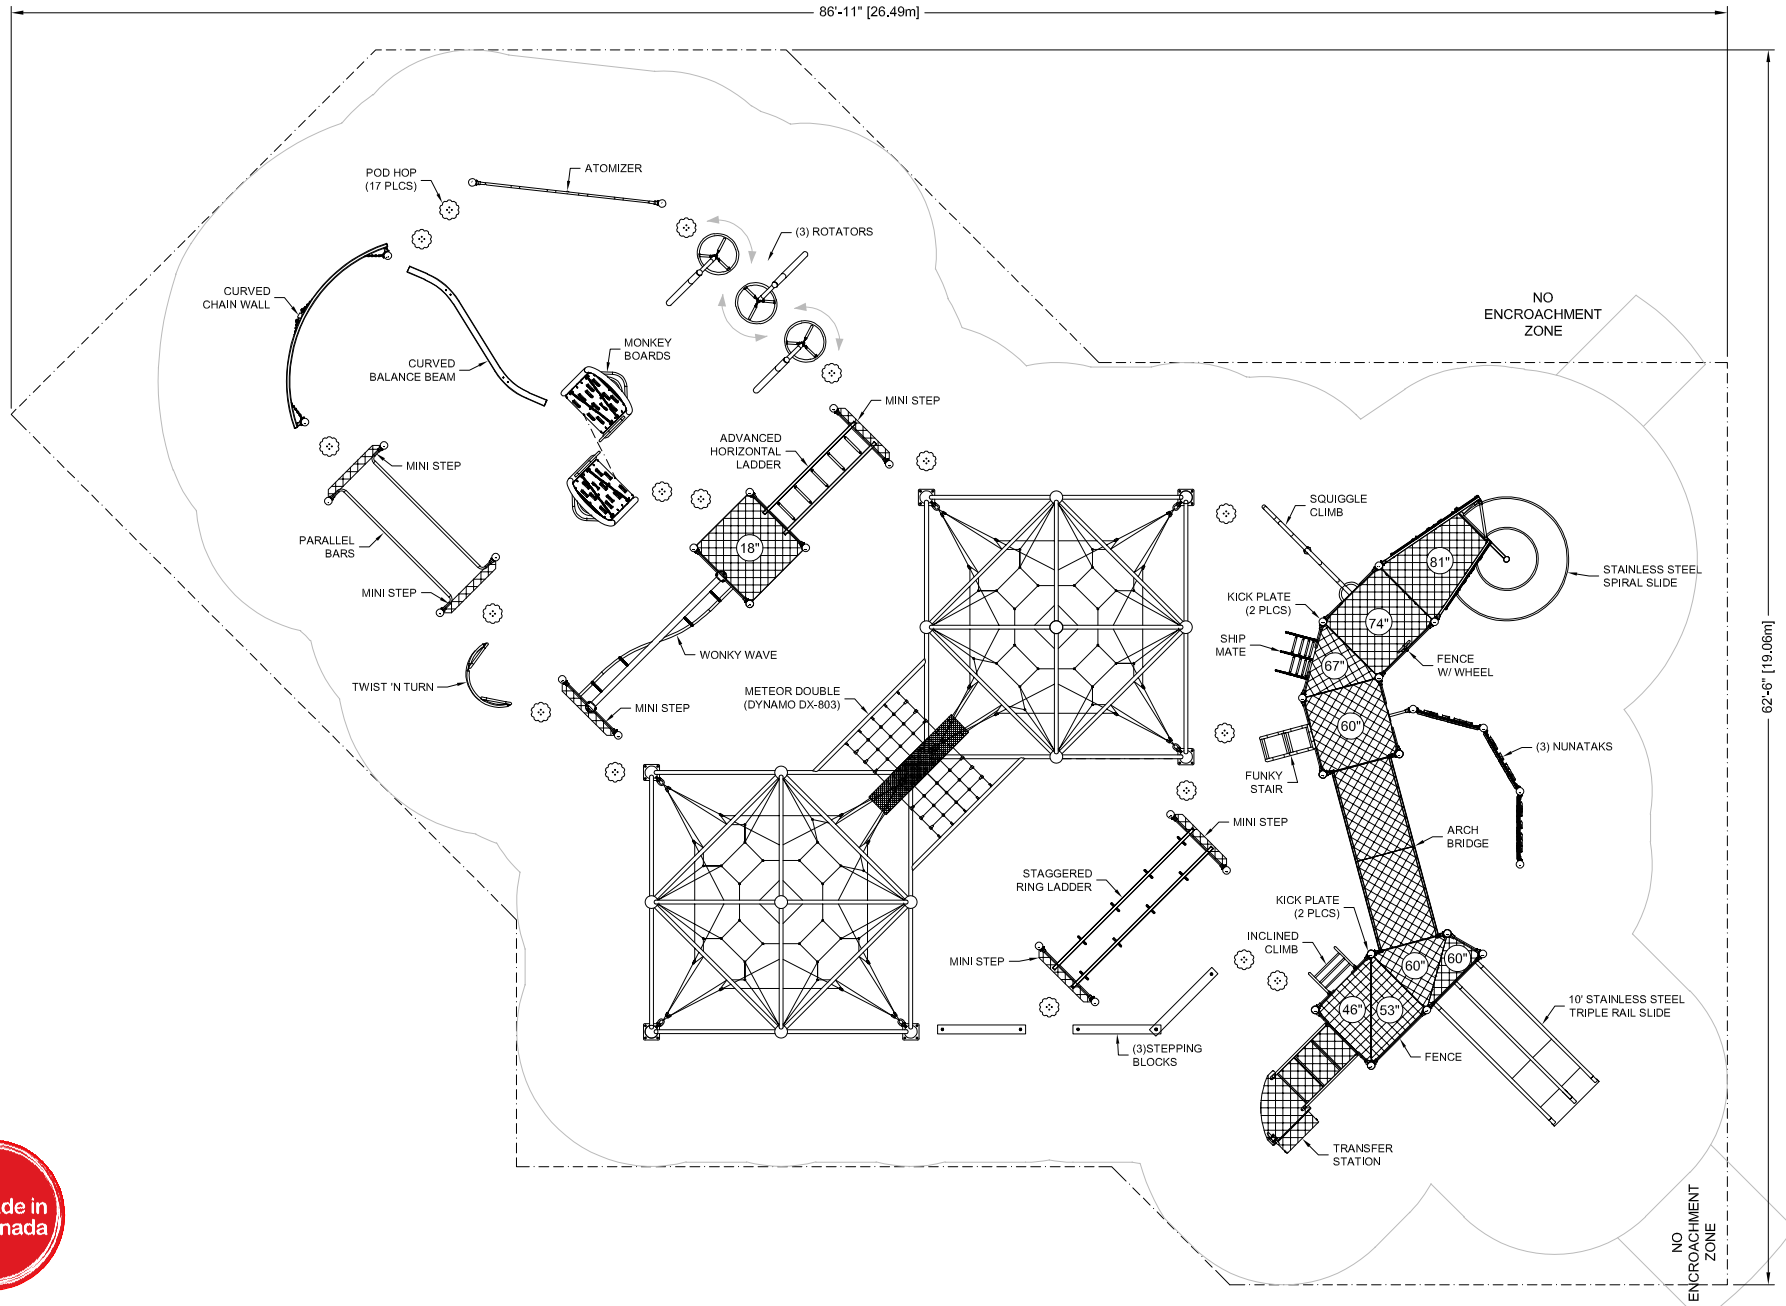 86'-11" [26.49m]
POD HOP
(17 PLCS)
ATOMIZER
(3) ROTATORS
CURVED
CHAIN WALL
CURVED
BALANCE BEAM
MONKEY
BOARDS
MINI STEP
ADVANCED
HORIZONTAL
LADDER
NO
ENCROACHMENT
ZONE
MINI STEP
PARALLEL
BARS
MINI STEP
18"
SQUIGGLE
CLIMB
81"
STAINLESS STEEL
SPIRAL SLIDE
KICK PLATE
(2 PLCS)
74"
SHIP
MATE
67"
FENCE
W/ WHEEL
62'-6" [19.06m]
WONKY WAVE
TWIST 'N TURN
MINI STEP
METEOR DOUBLE
(DYNAMO DX-803)
60"
(3) NUNATAKS
FUNKY
STAIR
MINI STEP
ARCH
BRIDGE
STAGGERED
RING LADDER
KICK PLATE
(2 PLCS)
INCLINED
CLIMB
MINI STEP
60"
60"
46"
53"
10' STAINLESS STEEL
TRIPLE RAIL SLIDE
(3)STEPPING
BLOCKS
FENCE
TRANSFER
STATION
NO
ENCROACHMENT
ZONE
de in
nada